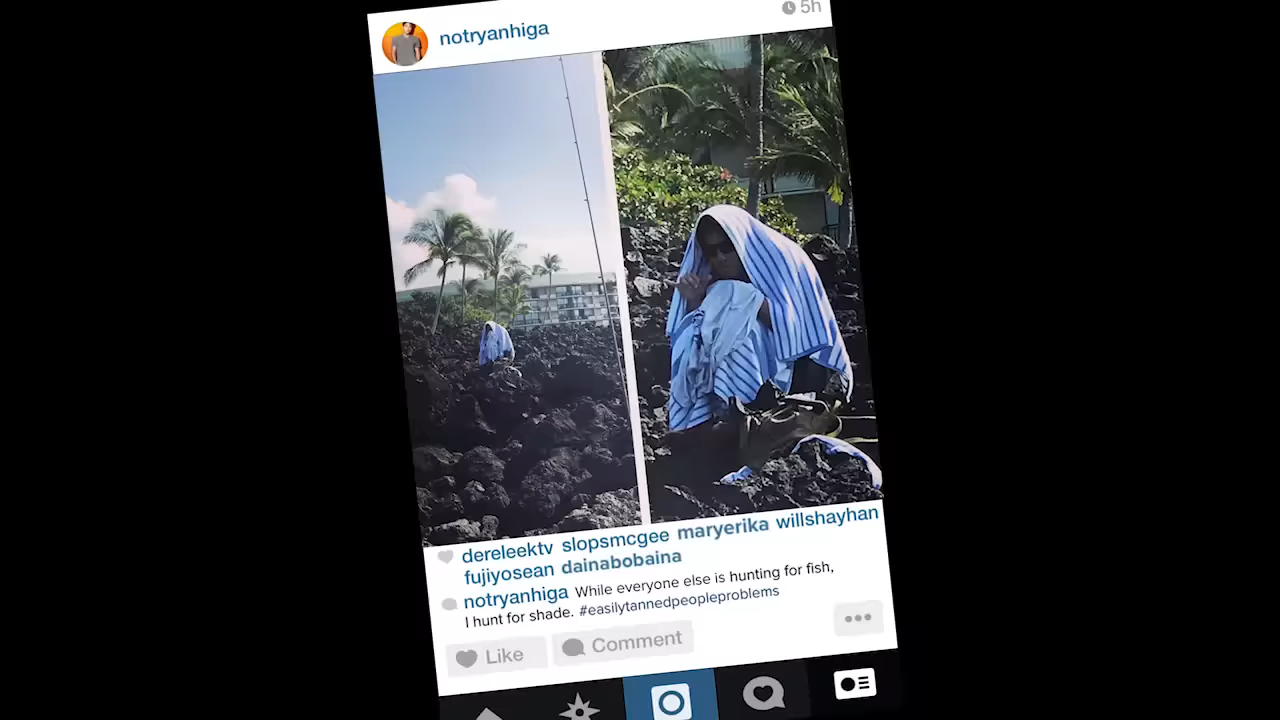 notryanhiga
5h
dereleektv slopsmcgee maryerika willshayhan
fujiyosean dainabobaina
notryanhiga While everyone else is hunting for fish,
I hunt for shade. #easilytannedpeopleproblems
Like
Comment